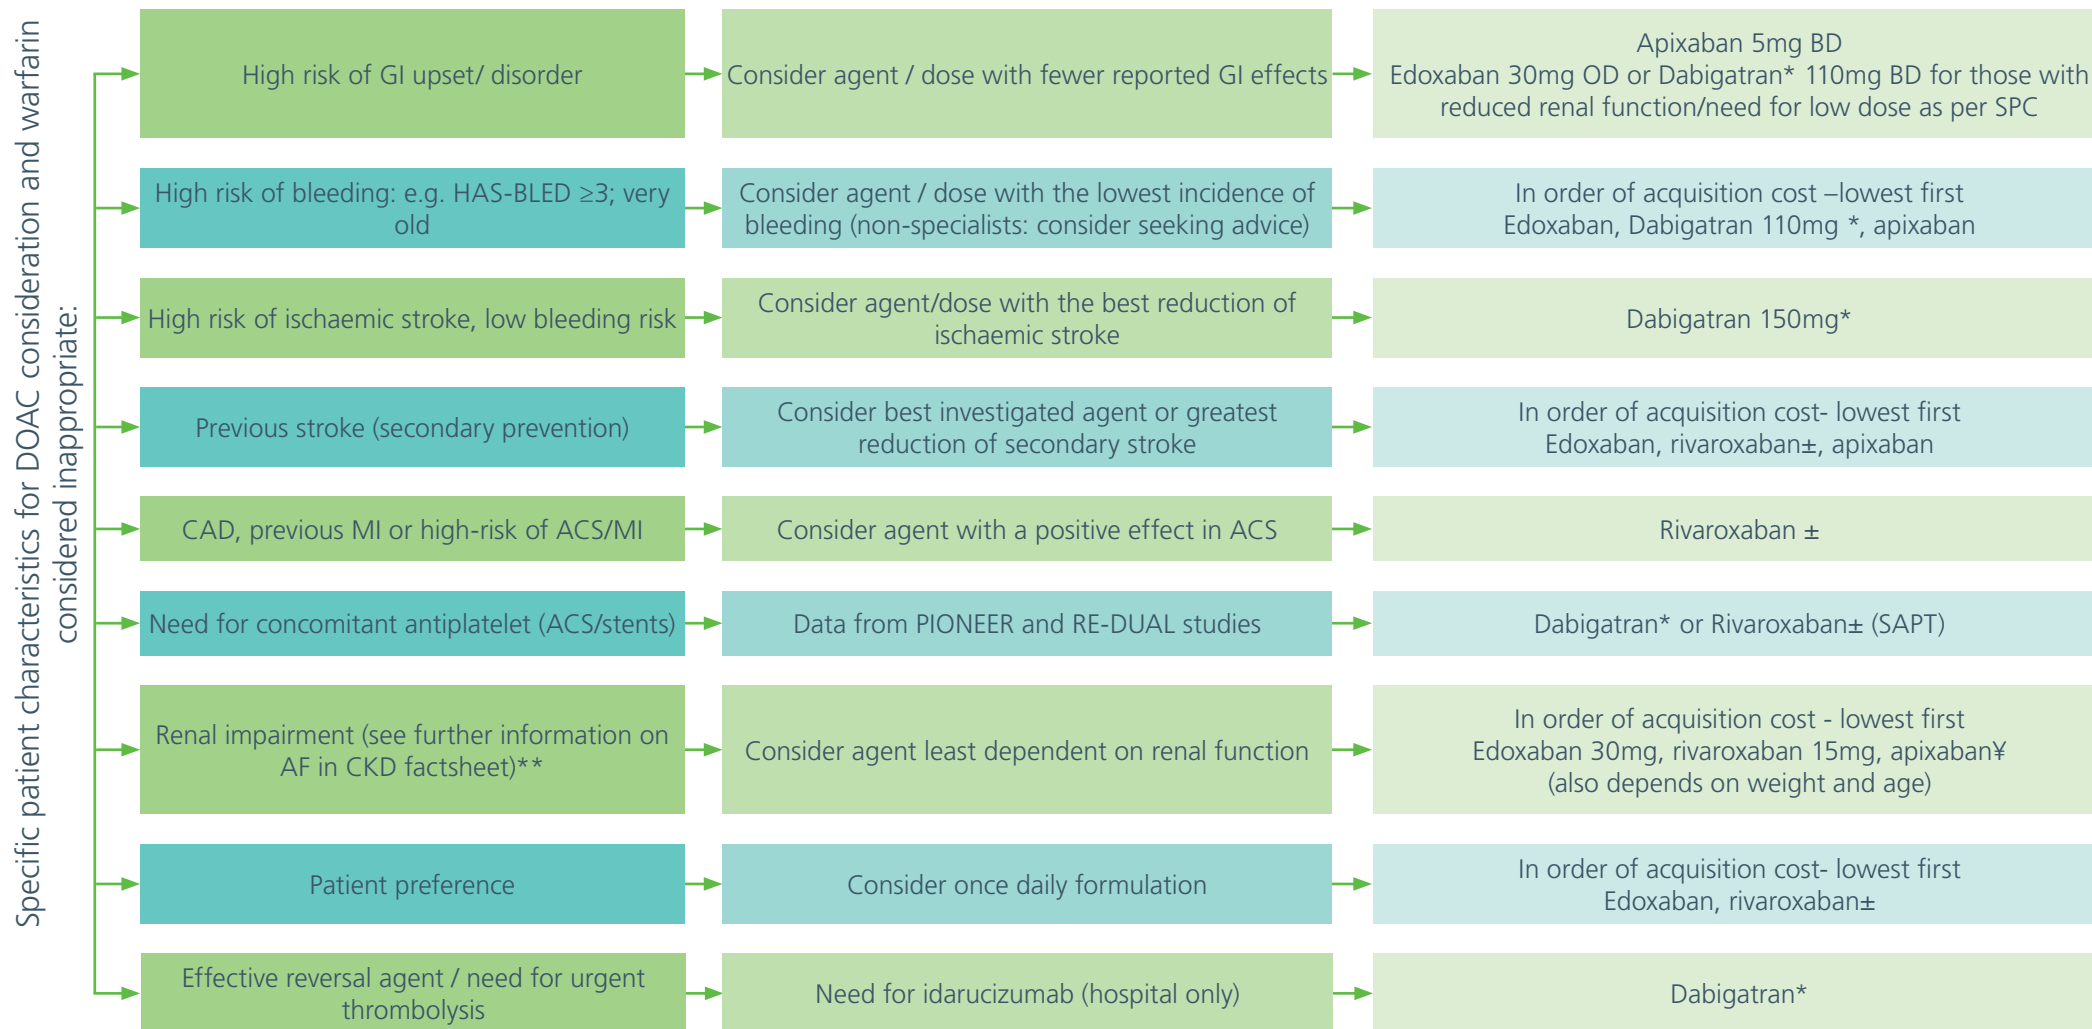 Specific patient characteristics for DOAC consideration and warfarin
considered inappropriate:
High risk of GI upset/ disorder
Consider agent / dose with fewer reported GI effects
Apixaban 5mg BD
Edoxaban 30mg OD or Dabigatran* 110mg BD for those with
reduced renal function/need for low dose as per SPC
High risk of bleeding: e.g. HAS-BLED ≥3; very
old
Consider agent / dose with the lowest incidence of
bleeding (non-specialists: consider seeking advice)
In order of acquisition cost –lowest first
Edoxaban, Dabigatran 110mg *, apixaban
High risk of ischaemic stroke, low bleeding risk
Consider agent/dose with the best reduction of
ischaemic stroke
Dabigatran 150mg*
Previous stroke (secondary prevention)
Consider best investigated agent or greatest
reduction of secondary stroke
In order of acquisition cost- lowest first
Edoxaban, rivaroxaban±, apixaban
CAD, previous MI or high-risk of ACS/MI
Consider agent with a positive effect in ACS
Rivaroxaban ±
Need for concomitant antiplatelet (ACS/stents)
Data from PIONEER and RE-DUAL studies
Dabigatran* or Rivaroxaban± (SAPT)
Renal impairment (see further information on
AF in CKD factsheet)**
Consider agent least dependent on renal function
In order of acquisition cost - lowest first
Edoxaban 30mg, rivaroxaban 15mg, apixaban¥
(also depends on weight and age)
Patient preference
Consider once daily formulation
In order of acquisition cost- lowest first
Edoxaban, rivaroxaban±
Effective reversal agent / need for urgent
thrombolysis
Need for idarucizumab (hospital only)
Dabigatran*